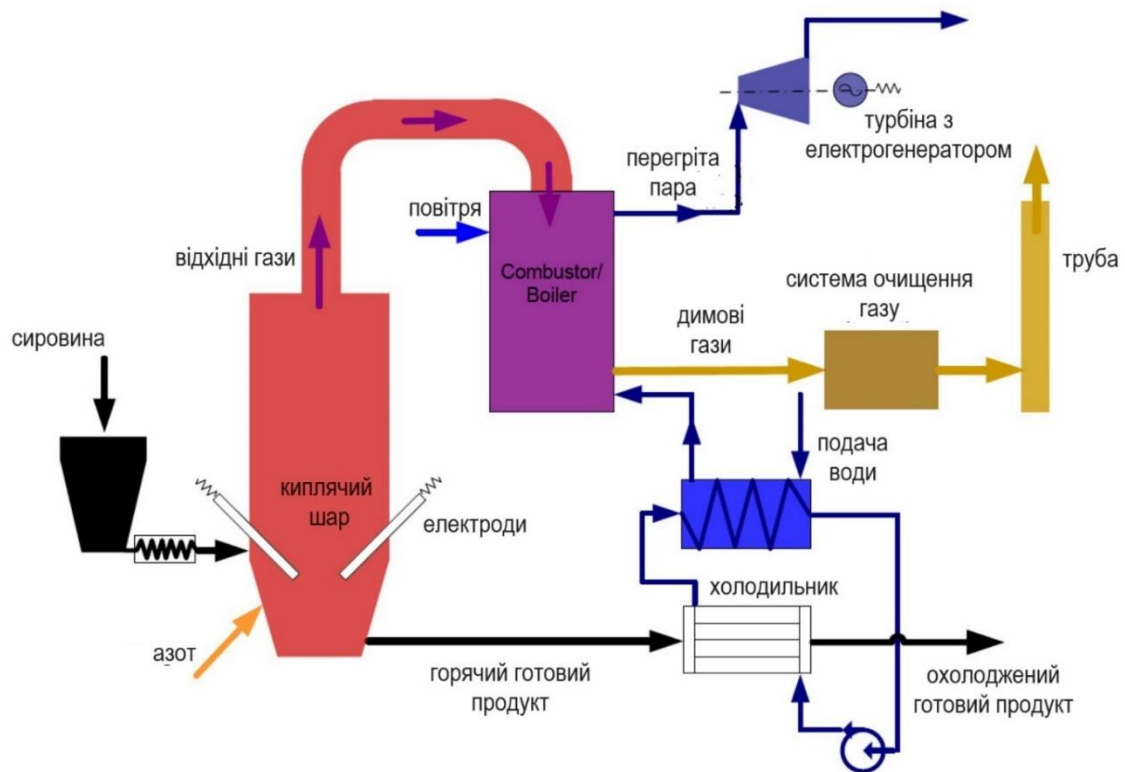 турбіна з
електрогенератором
перегріта
пара
повітря
відхідні гази
Combustor/
Boiler
система очищення
газу
труба
димові
гази
сировина
подача
води
киплячий
шар
електроди
холодильник
азот
горячий готовий
продукт
охолоджений
готовий продукт